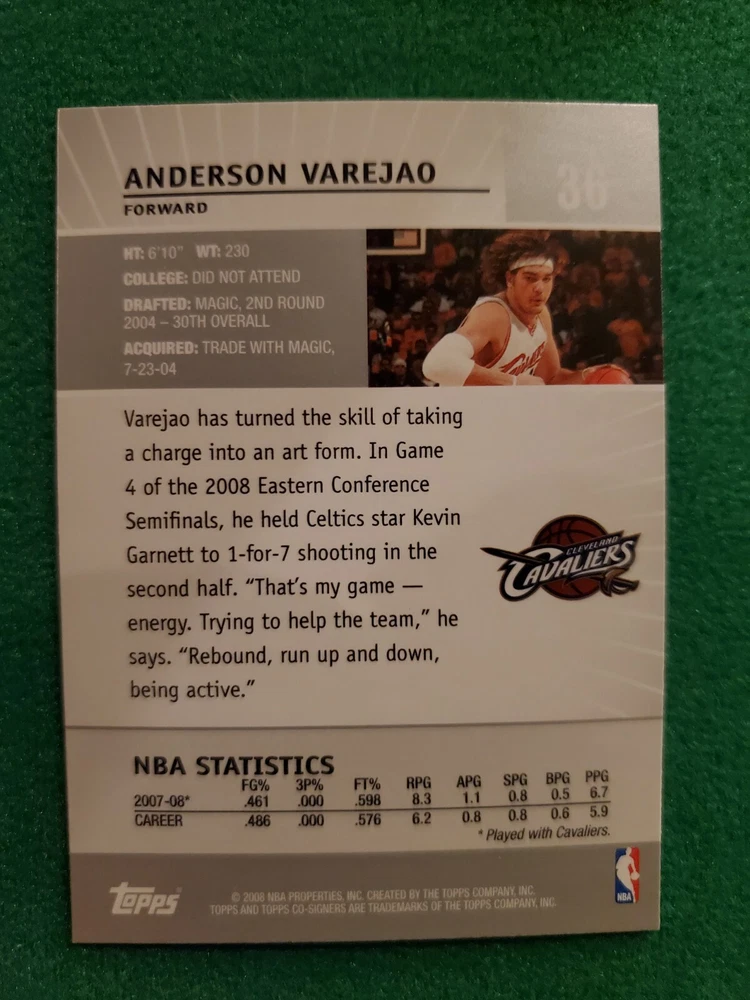 ANDERSON VAREJAO
36
FORWARD
HT: 6'10" WT: 230
COLLEGE: DID NOT ATTEND
DRAFTED: MAGIC, 2ND ROUND
2004 – 30TH OVERALL
ACQUIRED: TRADE WITH MAGIC,
7-23-04
Varejao has turned the skill of taking
a charge into an art form. In Game
4 of the 2008 Eastern Conference
Semifinals, he held Celtics star Kevin
Garnett to 1-for-7 shooting in the
second half. “That’s my game —
energy. Trying to help the team,” he
says. “Rebound, run up and down,
being active.”
CLEVELAND
CAVALIERS
NBA STATISTICS
FG% 3P% FT% RPG APG SPG BPG PPG
2007-08* .461 .000 .598 8.3 1.1 0.8 0.5 6.7
CAREER .486 .000 .576 6.2 0.8 0.8 0.6 5.9
* Played with Cavaliers.
Topps
© 2008 NBA PROPERTIES, INC. CREATED BY THE TOPPS COMPANY, INC.
TOPPS AND TOPPS CO-SIGNERS ARE TRADEMARKS OF THE TOPPS COMPANY, INC.
NBA